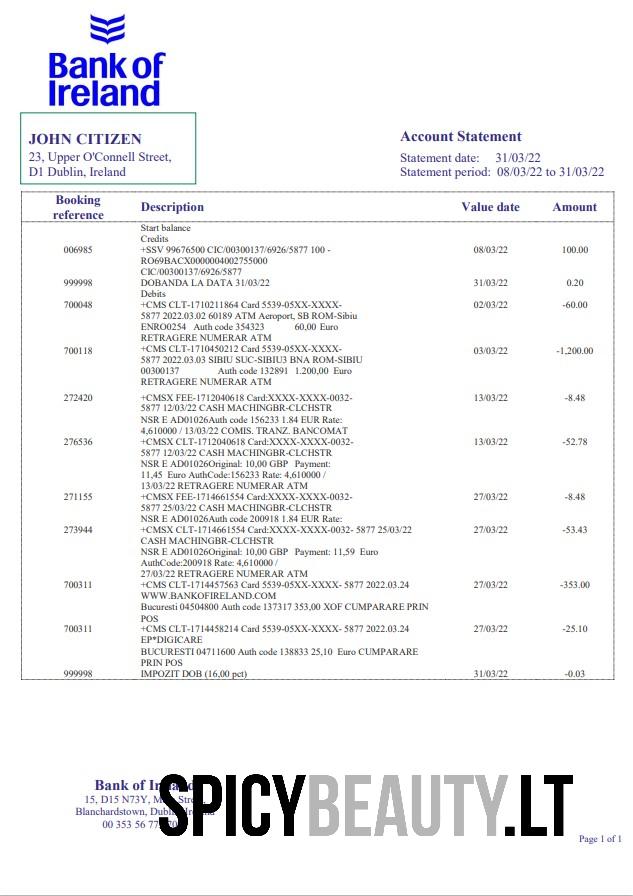 Bank of
Ireland
JOHN CITIZEN
23, Upper O'Connell Street,
D1 Dublin, Ireland
Account Statement
Statement date: 31/03/22
Statement period: 08/03/22 to 31/03/22
Booking reference Description Value date Amount
Start balance
Credits
006985 +SSV 99676500 CIC/00300137/6926/5877 100 - 08/03/22 100.00
RO69BACX0000004002755000
CIC/00300137/6926/5877
999998 DOBANDA LA DATA 31/03/22 31/03/22 0.20
Debits
700048 +CMS CLT-1710211864 Card 5539-05XX-XXXX- 02/03/22 -60.00
5877 2022.03.02 60189 ATM Aeroport, SB ROM-Sibiu
ENRO0254 Auth code 354323 60,00 Euro
RETRAGERE NUMERAR ATM
700118 +CMS CLT-1710450212 Card 5539-05XX-XXXX- 03/03/22 -1,200.00
5877 2022.03.03 SIBIU SUC-SIBIU3 BNA ROM-SIBIU
00300137 Auth code 132891 1.200,00 Euro
RETRAGERE NUMERAR ATM
272420 +CMSX FEE-1712040618 Card:XXXX-XXXX-0032- 13/03/22 -8.48
5877 12/03/22 CASH MACHINGBR-CLCHSTR
NSR E AD01026Auth code 156233 1.84 EUR Rate:
4,610000 / 13/03/22 COMIS. TRANZ. BANCOMAT
276536 +CMSX CLT-1712040618 Card:XXXX-XXXX-0032- 13/03/22 -52.78
5877 12/03/22 CASH MACHINGBR-CLCHSTR
NSR E AD01026Original: 10,00 GBP Payment:
11,45 Euro AuthCode:156233 Rate: 4,610000 /
13/03/22 RETRAGERE NUMERAR ATM
271155 +CMSX FEE-1714661554 Card:XXXX-XXXX-0032- 27/03/22 -8.48
5877 25/03/22 CASH MACHINGBR-CLCHSTR
NSR E AD01026Auth code 200918 1.84 EUR Rate:
273944 +CMSX CLT-1714661554 Card:XXXX-XXXX-0032- 5877 25/03/22 27/03/22 -53.43
CASH MACHINGBR-CLCHSTR
NSR E AD01026Original: 10,00 GBP Payment: 11,59 Euro
AuthCode:200918 Rate: 4,610000 /
27/03/22 RETRAGERE NUMERAR ATM
700311 +CMS CLT-1714457563 Card 5539-05XX-XXXX- 5877 2022.03.24 27/03/22 -353.00
WWW.BANKOFIRELAND.COM
Bucuresti 04504800 Auth code 137317 353,00 XOF CUMPARARE PRIN
POS
700311 +CMS CLT-1714458214 Card 5539-05XX-XXXX- 5877 2022.03.24 27/03/22 -25.10
EP*DIGICARE
BUCURESTI 04711600 Auth code 138833 25,10 Euro CUMPARARE
PRIN POS
999998 IMPOZIT DOB (16,00 pct) 31/03/22 -0.03
Bank of Ireland
15, D15 N73Y,
Blanchardstown, Dublin
00 353 56
SPICYBEAUTY.LT
Page 1 of 1